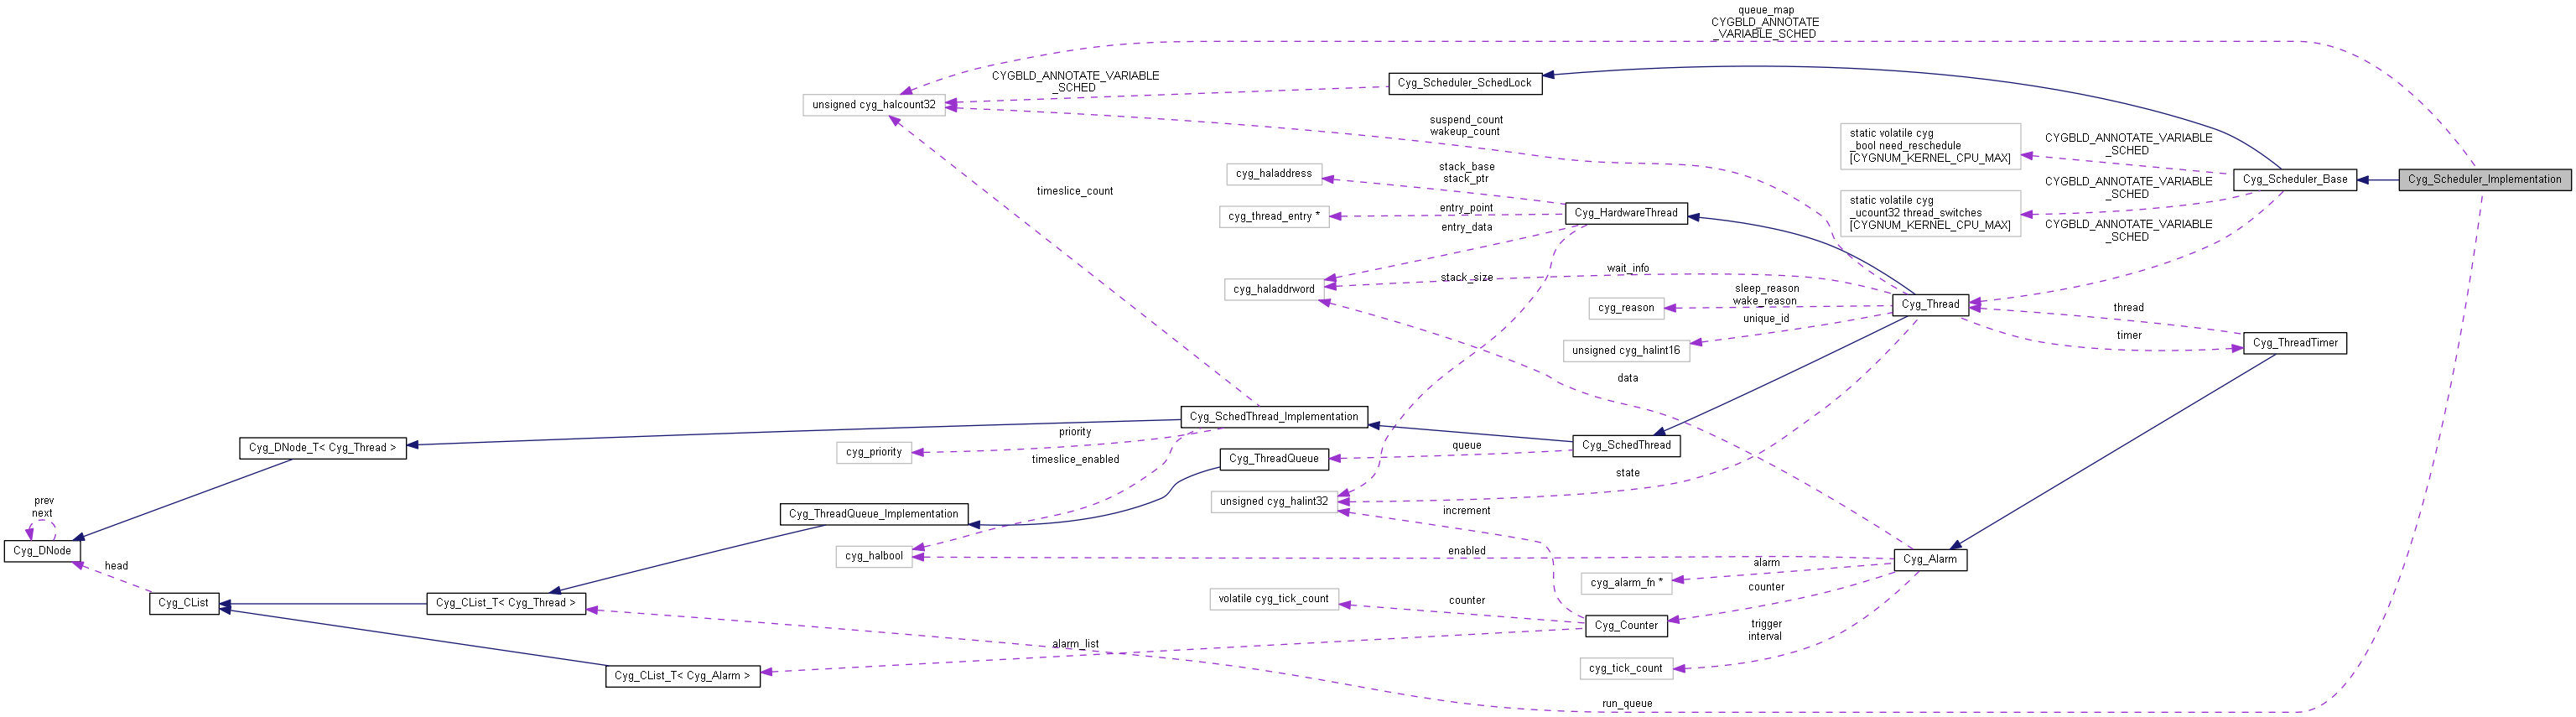 queue_map
CYGBLD_ANNOTATE
_VARIABLE_SCHED
CYGBLD_ANNOTATE_VARIABLE
_SCHED
Cyg_Scheduler_SchedLock
unsigned cyg_halcount32
suspend_count
wakeup_count
static volatile cyg
_bool need_reschedule
[CYGNUM_KERNEL_CPU_MAX]
CYGBLD_ANNOTATE_VARIABLE
_SCHED
stack_base
stack_ptr
cyg_haladdress
Cyg_Scheduler_Base
Cyg_Scheduler_Implementation
timeslice_count
CYGBLD_ANNOTATE_VARIABLE
_SCHED
static volatile cyg
_ucount32 thread_switches
[CYGNUM_KERNEL_CPU_MAX]
entry_point
cyg_thread_entry *
Cyg_HardwareThread
entry_data
CYGBLD_ANNOTATE_VARIABLE
_SCHED
wait_info
stack_size
cyg_haladdrword
sleep_reason
wake_reason
cyg_reason
Cyg_Thread
thread
unique_id
timer
unsigned cyg_halint16
Cyg_ThreadTimer
data
Cyg_SchedThread_Implementation
priority
Cyg_DNode_T< Cyg_Thread >
cyg_priority
queue
Cyg_SchedThread
timeslice_enabled
Cyg_ThreadQueue
state
prev
next
unsigned cyg_halint32
Cyg_ThreadQueue_Implementation
increment
Cyg_DNode
cyg_halbool
enabled
Cyg_Alarm
head
alarm
cyg_alarm_fn *
counter
Cyg_CList
Cyg_CList_T< Cyg_Thread >
volatile cyg_tick_count
counter
Cyg_Counter
trigger
interval
alarm_list
cyg_tick_count
Cyg_CList_T< Cyg_Alarm >
run_queue